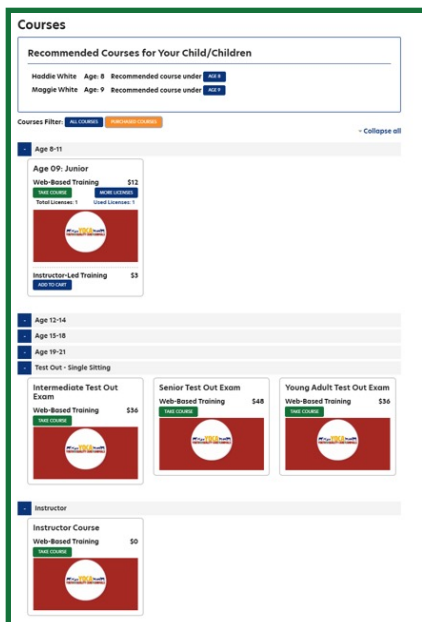 Courses
Recommended Courses for Your Child/Children
Haddie White Age: 8 Recommended course under AGE 8
Maggie White Age: 9 Recommended course under AGE 9
Courses Filter: ALL COURSES PURCHASED COURSES
- Collapse all
- Age 8-11
Age 09: Junior
Web-Based Training $12
TAKE COURSE MORE LICENSES
Total Licenses: 1 Used Licenses: 1
YQCA
Instructor-Led Training $3
ADD TO CART
- Age 12-14
- Age 15-18
- Age 19-21
- Test Out - Single Sitting
Intermediate Test Out Exam
Web-Based Training $36
TAKE COURSE
YQCA
Senior Test Out Exam
Web-Based Training $48
TAKE COURSE
YQCA
Young Adult Test Out Exam
Web-Based Training $36
TAKE COURSE
YQCA
- Instructor
Instructor Course
Web-Based Training $0
TAKE COURSE
YQCA